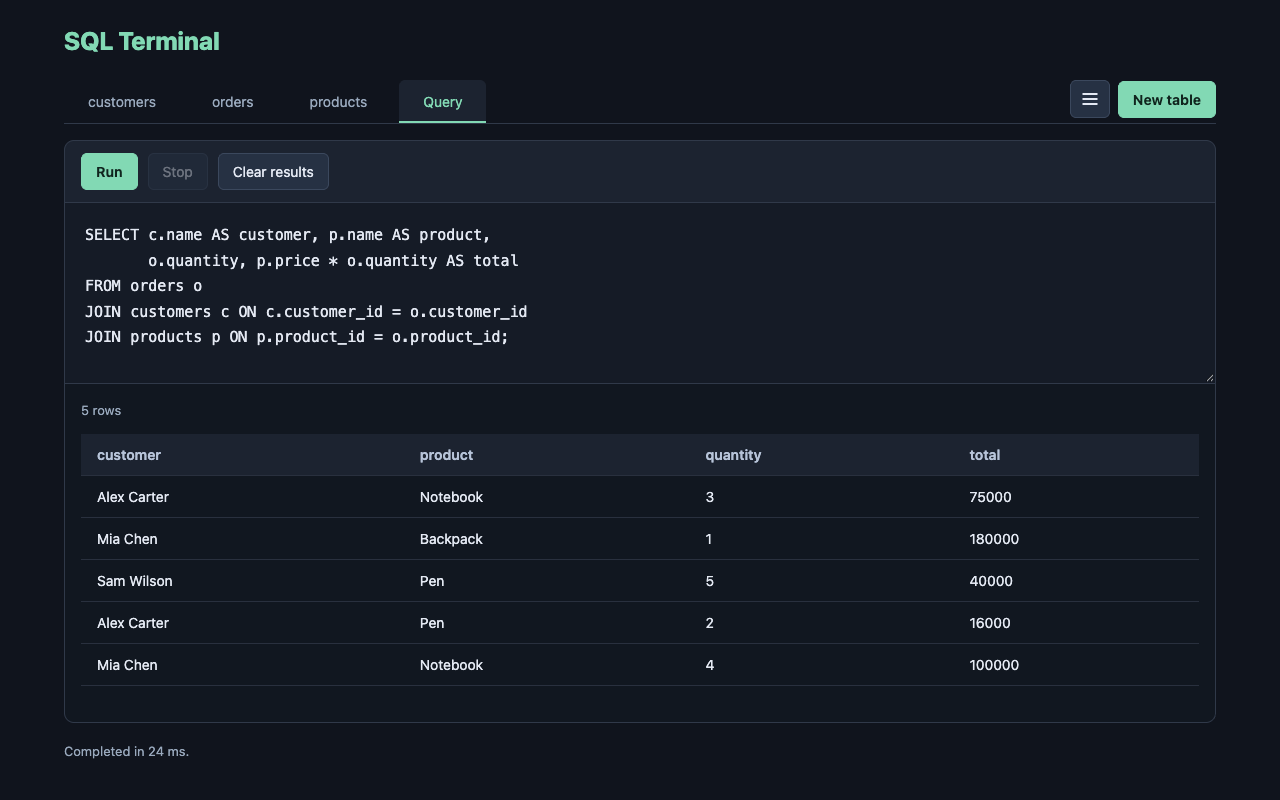 SQL Terminal
customers orders products Query New table
Run Stop Clear results
SELECT c.name AS customer, p.name AS product,
       o.quantity, p.price * o.quantity AS total
FROM orders o
JOIN customers c ON c.customer_id = o.customer_id
JOIN products p ON p.product_id = o.product_id;
5 rows
customer product quantity total
Alex Carter Notebook 3 75000
Mia Chen Backpack 1 180000
Sam Wilson Pen 5 40000
Alex Carter Pen 2 16000
Mia Chen Notebook 4 100000
Completed in 24 ms.